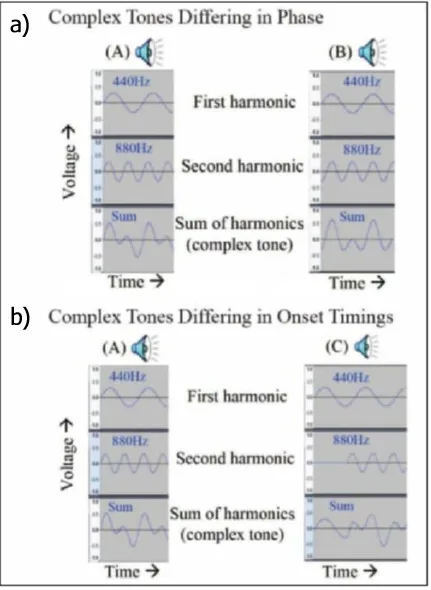 a) Complex Tones Differing in Phase
(A) (B)
440Hz First harmonic 440Hz
880Hz Second harmonic 880Hz
Sum Sum of harmonics Sum
(complex tone)
Voltage →
Time → Time →
b) Complex Tones Differing in Onset Timings
(A) (C)
440Hz First harmonic 440Hz
880Hz Second harmonic 880Hz
Sum Sum of harmonics Sum
(complex tone)
Voltage →
Time → Time →